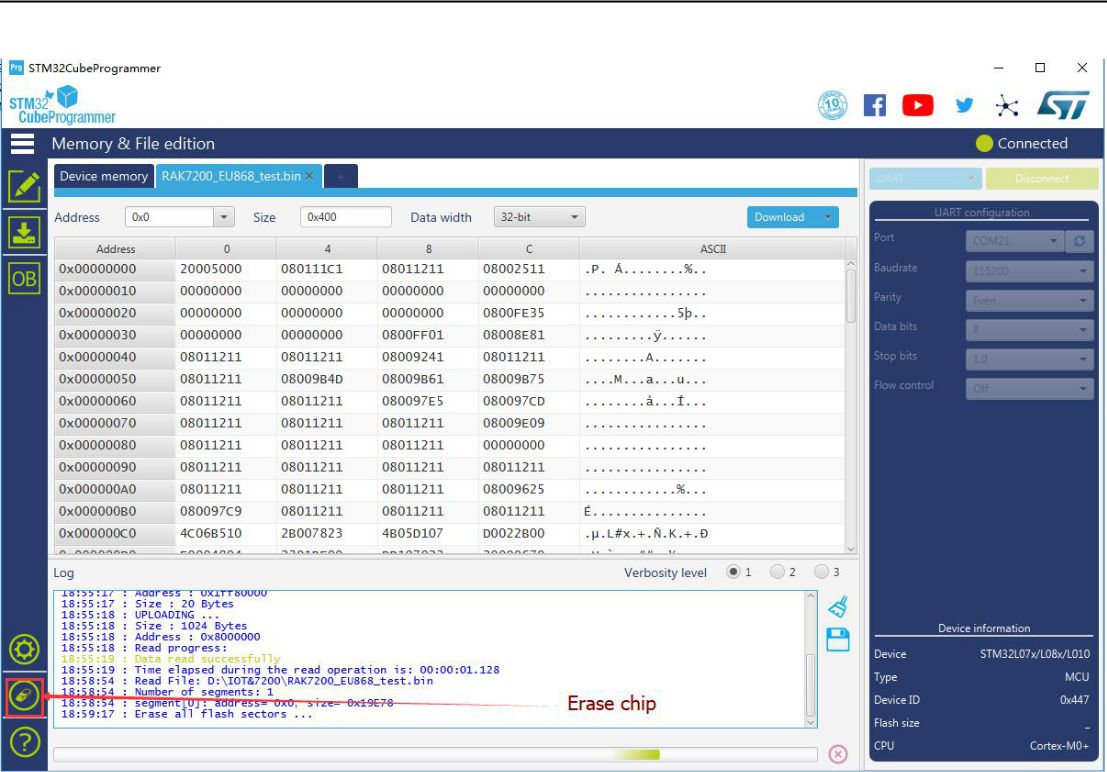 Prg STM32CubeProgrammer
STM32
CubeProgrammer
10
Memory & File edition
Connected
Device memory RAK7200_EU868_test.bin × +
UART Disconnect
Address 0x0 Size 0x400 Data width 32-bit Download
UART configuration
Port COM21
Baudrate 115200
Parity Even
Data bits 8
Stop bits 1.0
Flow control Off
OB
Address 0 4 8 C ASCII
0x00000000 20005000 080111C1 08011211 08002511 .P. Á........%..
0x00000010 00000000 00000000 00000000 00000000 ................
0x00000020 00000000 00000000 00000000 0800FE35 ............5þ..
0x00000030 00000000 00000000 0800FF01 08008E81 .........ÿ......
0x00000040 08011211 08011211 08009241 08011211 ........A.......
0x00000050 08011211 08009B4D 08009B61 08009B75 ....M...a...u...
0x00000060 08011211 08011211 080097E5 080097CD ........å...Í...
0x00000070 08011211 08011211 08011211 08009E09 ................
0x00000080 08011211 08011211 08011211 00000000 ................
0x00000090 08011211 08011211 08011211 08011211 ................
0x000000A0 08011211 08011211 08011211 08009625 ............%...
0x000000B0 080097C9 08011211 08011211 08011211 É...............
0x000000C0 4C06B510 2B007823 4B05D107 D0022B00 .µ.L#x.+.Ñ.K.+.Ð
Log
Verbosity level 1 2 3
18:55:17 : Address : 0x1ff80000
18:55:17 : Size : 20 Bytes
18:55:18 : UPLOADING ...
18:55:18 : Size : 1024 Bytes
18:55:18 : Address : 0x8000000
18:55:18 : Read progress:
18:55:19 : Data read successfully
18:55:19 : Time elapsed during the read operation is: 00:00:01.128
18:58:54 : Read File: D:\IOT&7200\RAK7200_EU868_test.bin
18:58:54 : Number of segments: 1
18:58:54 : segment[0]: address= 0x0, size= 0x19E78
18:59:17 : Erase all flash sectors ...
Erase chip
Device information
Device STM32L07x/L08x/L010
Type MCU
Device ID 0x447
Flash size _
CPU Cortex-M0+